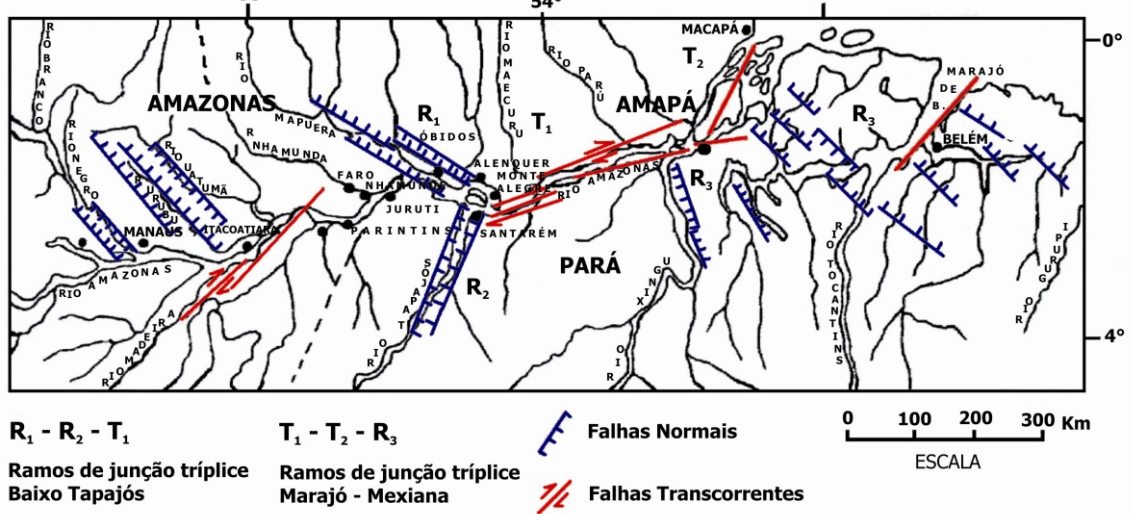 54°
MACAPÁ
0°
RIO BRANCO
RIO
RIO MAECURU
RIO PARÚ
T2
MARAJÓ
B. DE
AMAZONAS
MAPUERA
R1
ÓBIDOS
T1
AMAPÁ
R3
BELÉM
RIO NEGRO
RIO UATUMÃ
URUBU
R NHAMUNDA
ALENQUER
MONTE
ALEGRE
FARO
NHAMUNDÁ
JURUTI
RIO AMAZONAS
R3
MANAUS
ITACOATIARA
PARINTINS
SANTARÉM
PARÁ
RIO AMAZONAS
R2
RIO TAPAJOS
RIO XINGU
RIO TOCANTINS
RIO GURUPI
RIO MADEIRA
4°
R1 - R2 - T1
Ramos de junção tríplice
Baixo Tapajós
T1 - T2 - R3
Ramos de junção tríplice
Marajó - Mexiana
Falhas Normais
Falhas Transcorrentes
0 100 200 300 Km
ESCALA